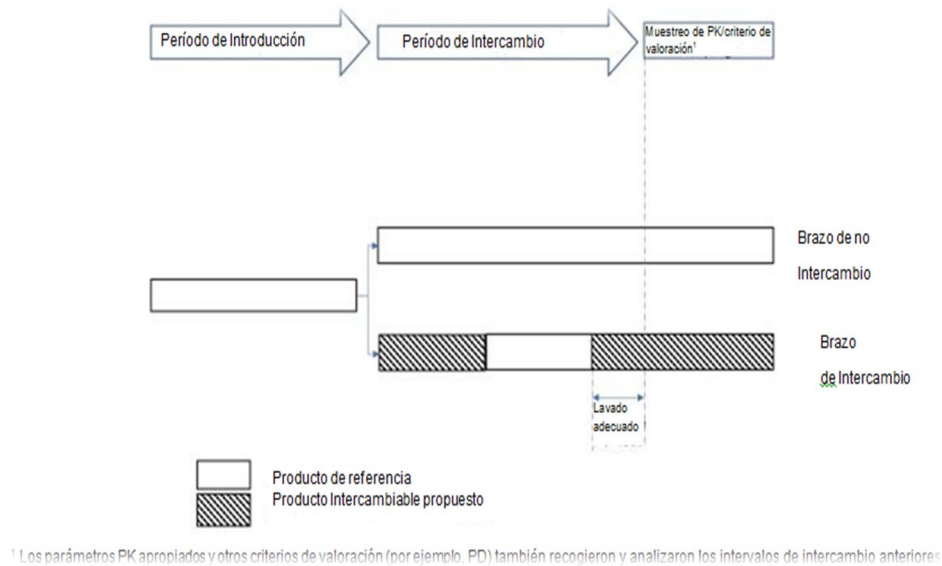 Período de Introducción
Período de Intercambio
Muestreo de PK/criterio de
valoración¹
Brazo de no
Intercambio
Brazo
de Intercambio
Lavado
adecuado
Producto de referencia
Producto Intercambiable propuesto
¹ Los parámetros PK apropiados y otros criterios de valoración (por ejemplo, PD) también recogieron y analizaron los intervalos de intercambio anteriores